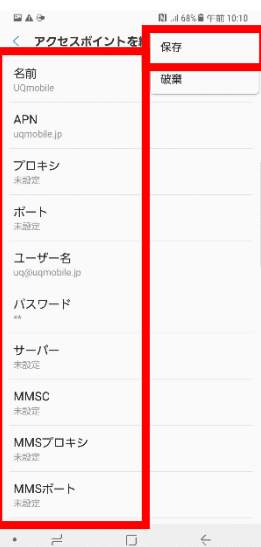 68% 午前 10:10
アクセスポイントを
保存
破棄
名前
UQmobile
APN
uqmobile.jp
プロキシ
未設定
ポート
未設定
ユーザー名
uq@uqmobile.jp
パスワード
**
サーバー
未設定
MMSC
未設定
MMSプロキシ
未設定
MMSポート
未設定